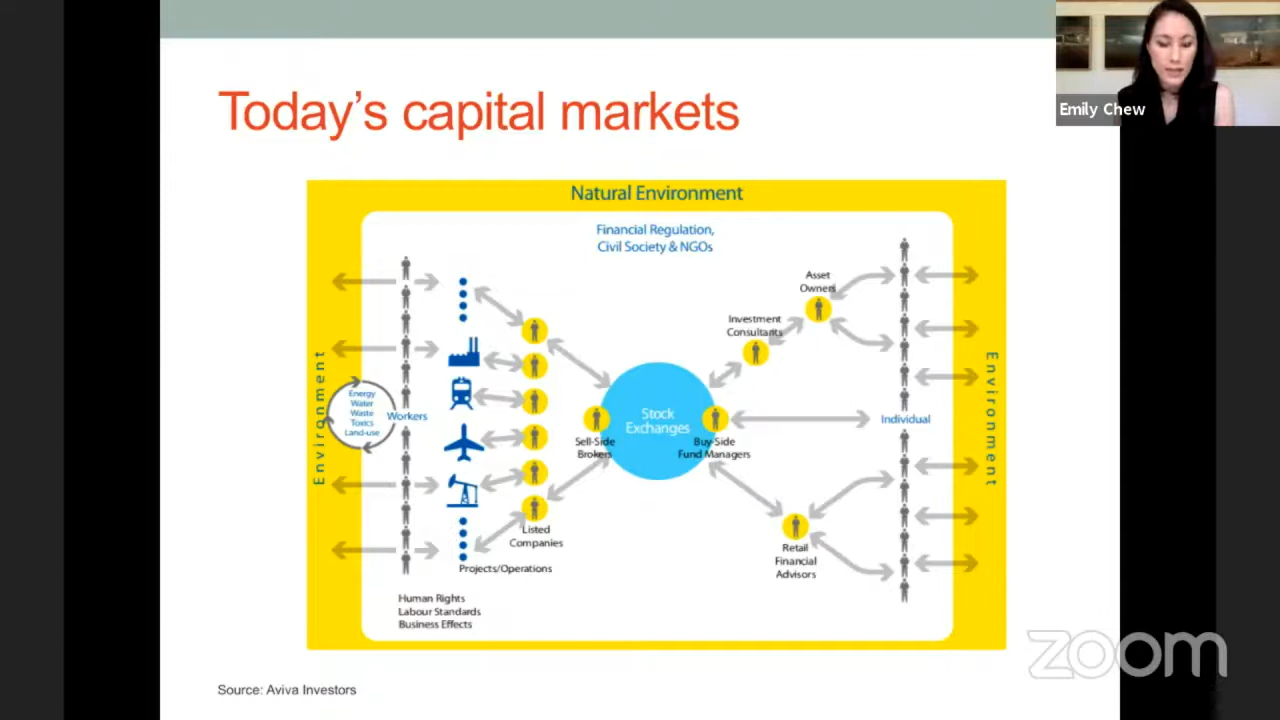 Today's capital markets
Emily Chew
Natural Environment
Financial Regulation,
Civil Society & NGOs
Asset
Owners
Investment
Consultants
Environment
Energy
Water
Waste
Toxics
Land-use
Workers
Stock
Exchanges
Sell-Side
Brokers
Buy-Side
Fund Managers
Individual
Environment
Listed
Companies
Projects/Operations
Retail
Financial
Advisors
Human Rights
Labour Standards
Business Effects
zoom
Source: Aviva Investors